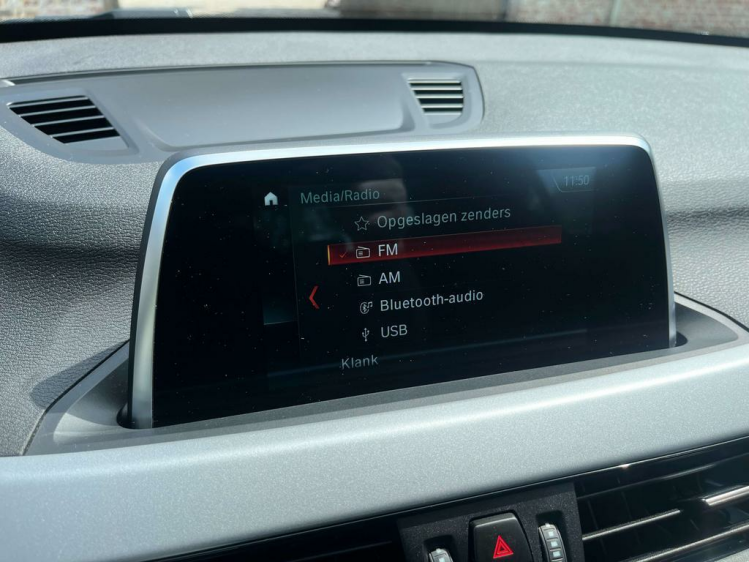 Media/Radio
11:50
Opgeslagen zenders
FM
AM
Bluetooth-audio
USB
Klank